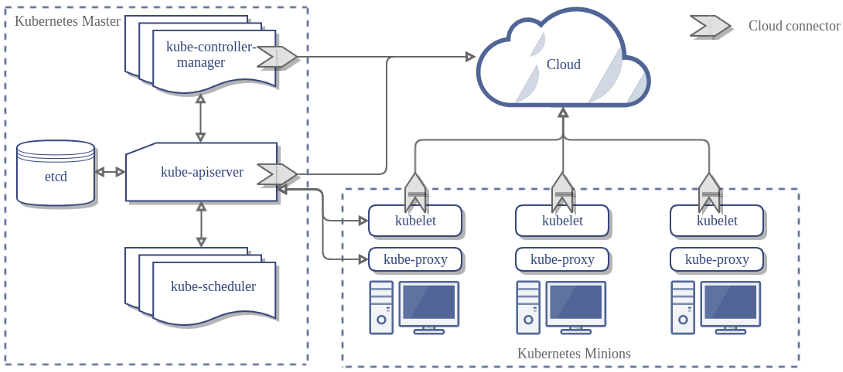 Kubernetes Master
kube-controller-
manager
Cloud
Cloud connector
etcd
kube-apiserver
kubelet
kubelet
kubelet
kube-proxy
kube-proxy
kube-proxy
kube-scheduler
Kubernetes Minions